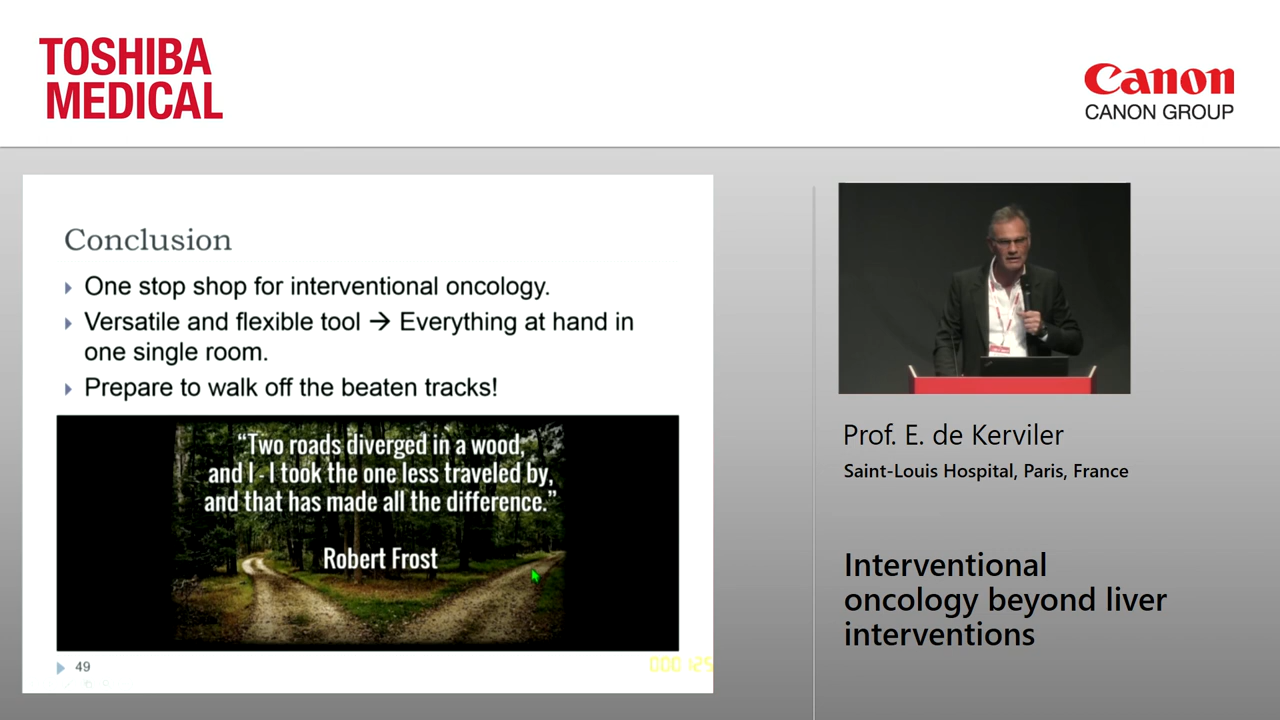 TOSHIBA
MEDICAL
Canon
CANON GROUP
Conclusion
One stop shop for interventional oncology.
Versatile and flexible tool → Everything at hand in
one single room.
Prepare to walk off the beaten tracks!
“Two roads diverged in a wood,
and I - I took the one less traveled by,
and that has made all the difference.”
Robert Frost
49
Prof. E. de Kerviler
Saint-Louis Hospital, Paris, France
Interventional
oncology beyond liver
interventions